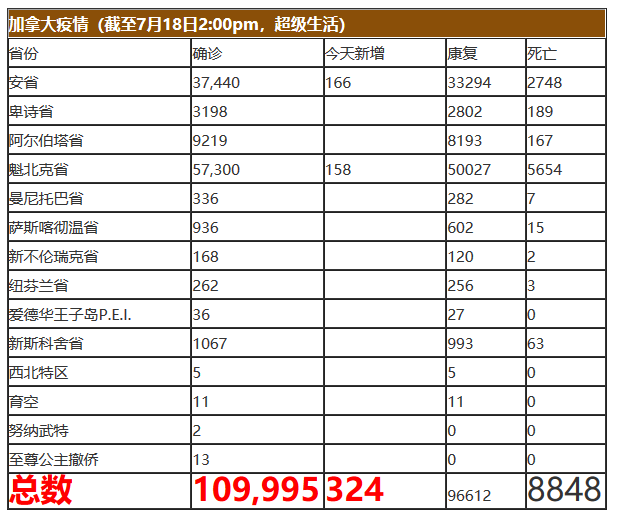 加拿大疫情（截至7月18日2:00pm，超级生活）
省份 确诊 今天新增 康复 死亡
安省 37,440 166 33294 2748
卑诗省 3198 2802 189
阿尔伯塔省 9219 8193 167
魁北克省 57,300 158 50027 5654
曼尼托巴省 336 282 7
萨斯喀彻温省 936 602 15
新不伦瑞克省 168 120 2
纽芬兰省 262 256 3
爱德华王子岛P.E.I. 36 27 0
新斯科舍省 1067 993 63
西北特区 5 5 0
育空 11 11 0
努纳武特 2 0 0
至尊公主撤侨 13 0 0
总数 109,995 324 96612 8848